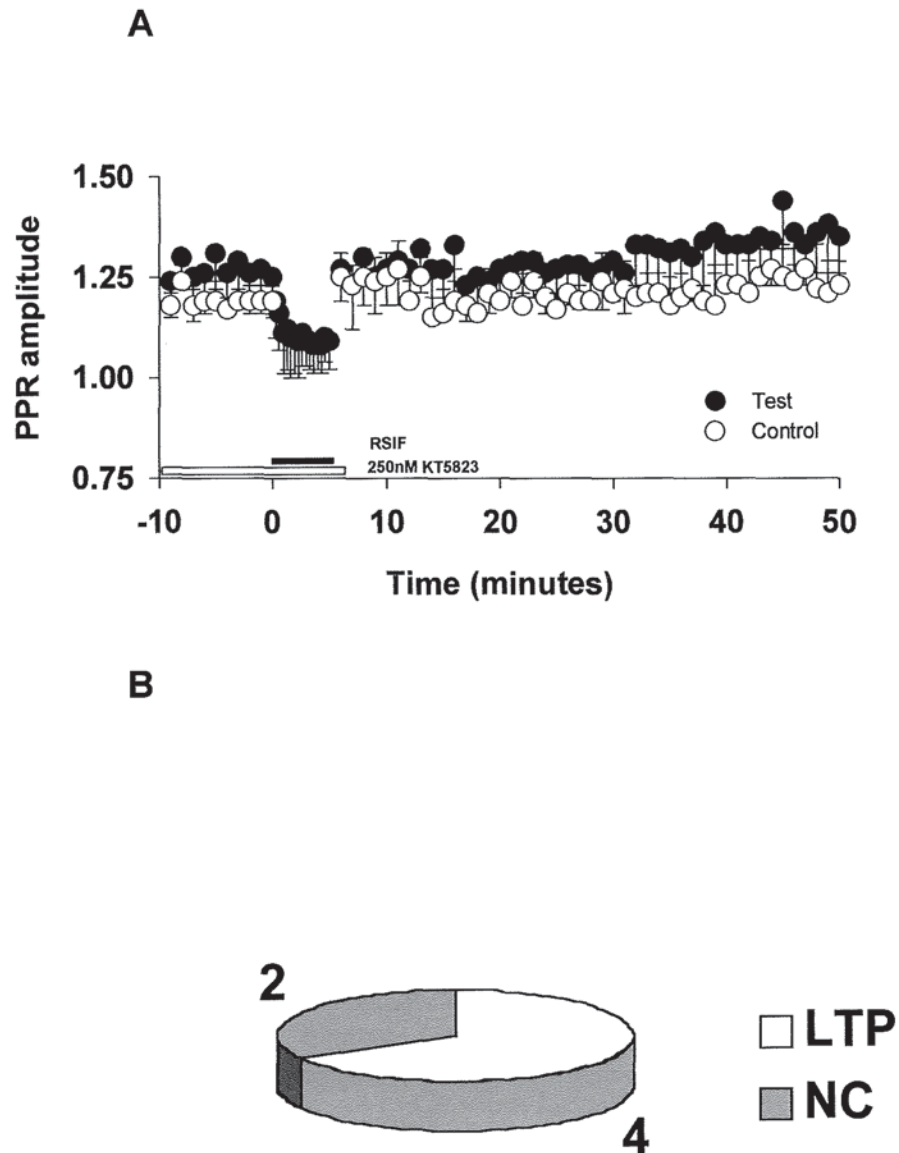 A
1.50
1.25
1.00
0.75
PPR amplitude
Test
Control
RSIF
250nM KT5823
-10 0 10 20 30 40 50
Time (minutes)
B
2
4
LTP
NC